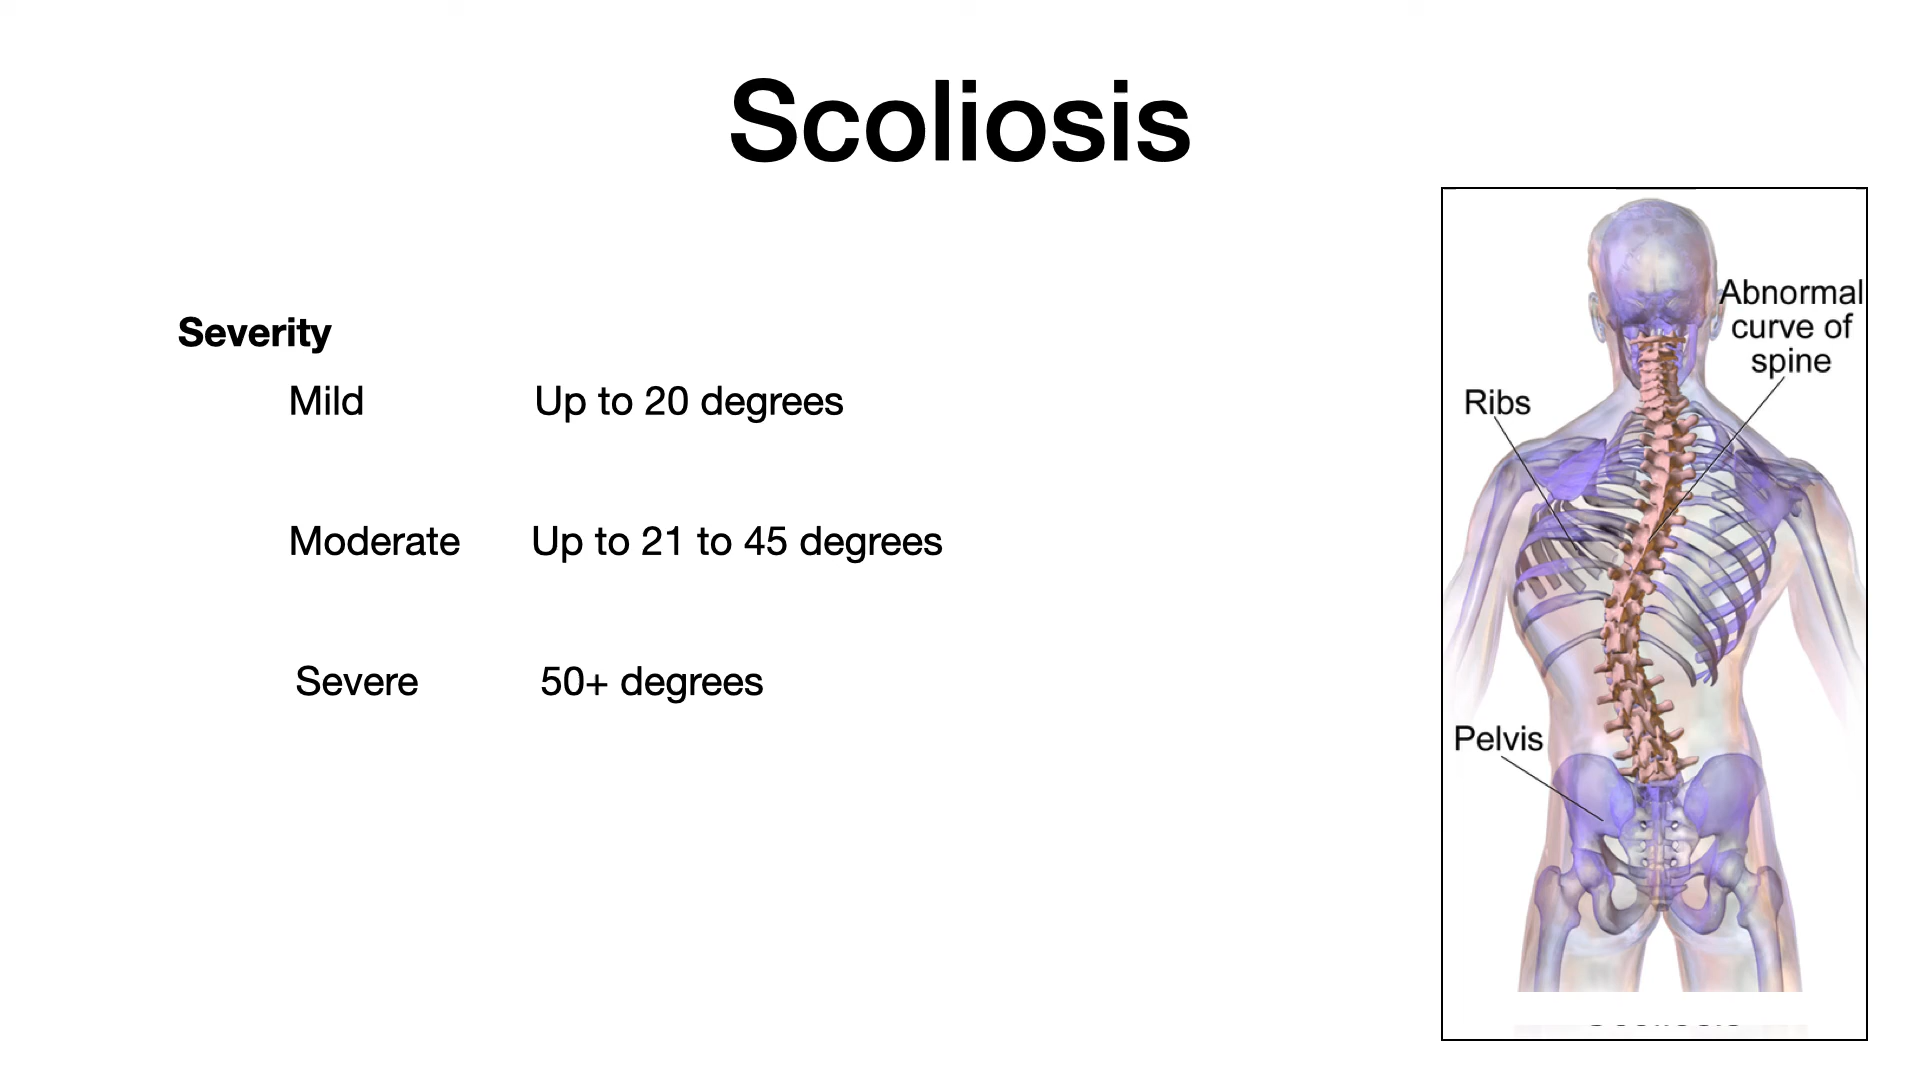 Scoliosis
Severity
Mild Up to 20 degrees
Moderate Up to 21 to 45 degrees
Severe 50+ degrees
Abnormal
curve of
spine
Ribs
Pelvis